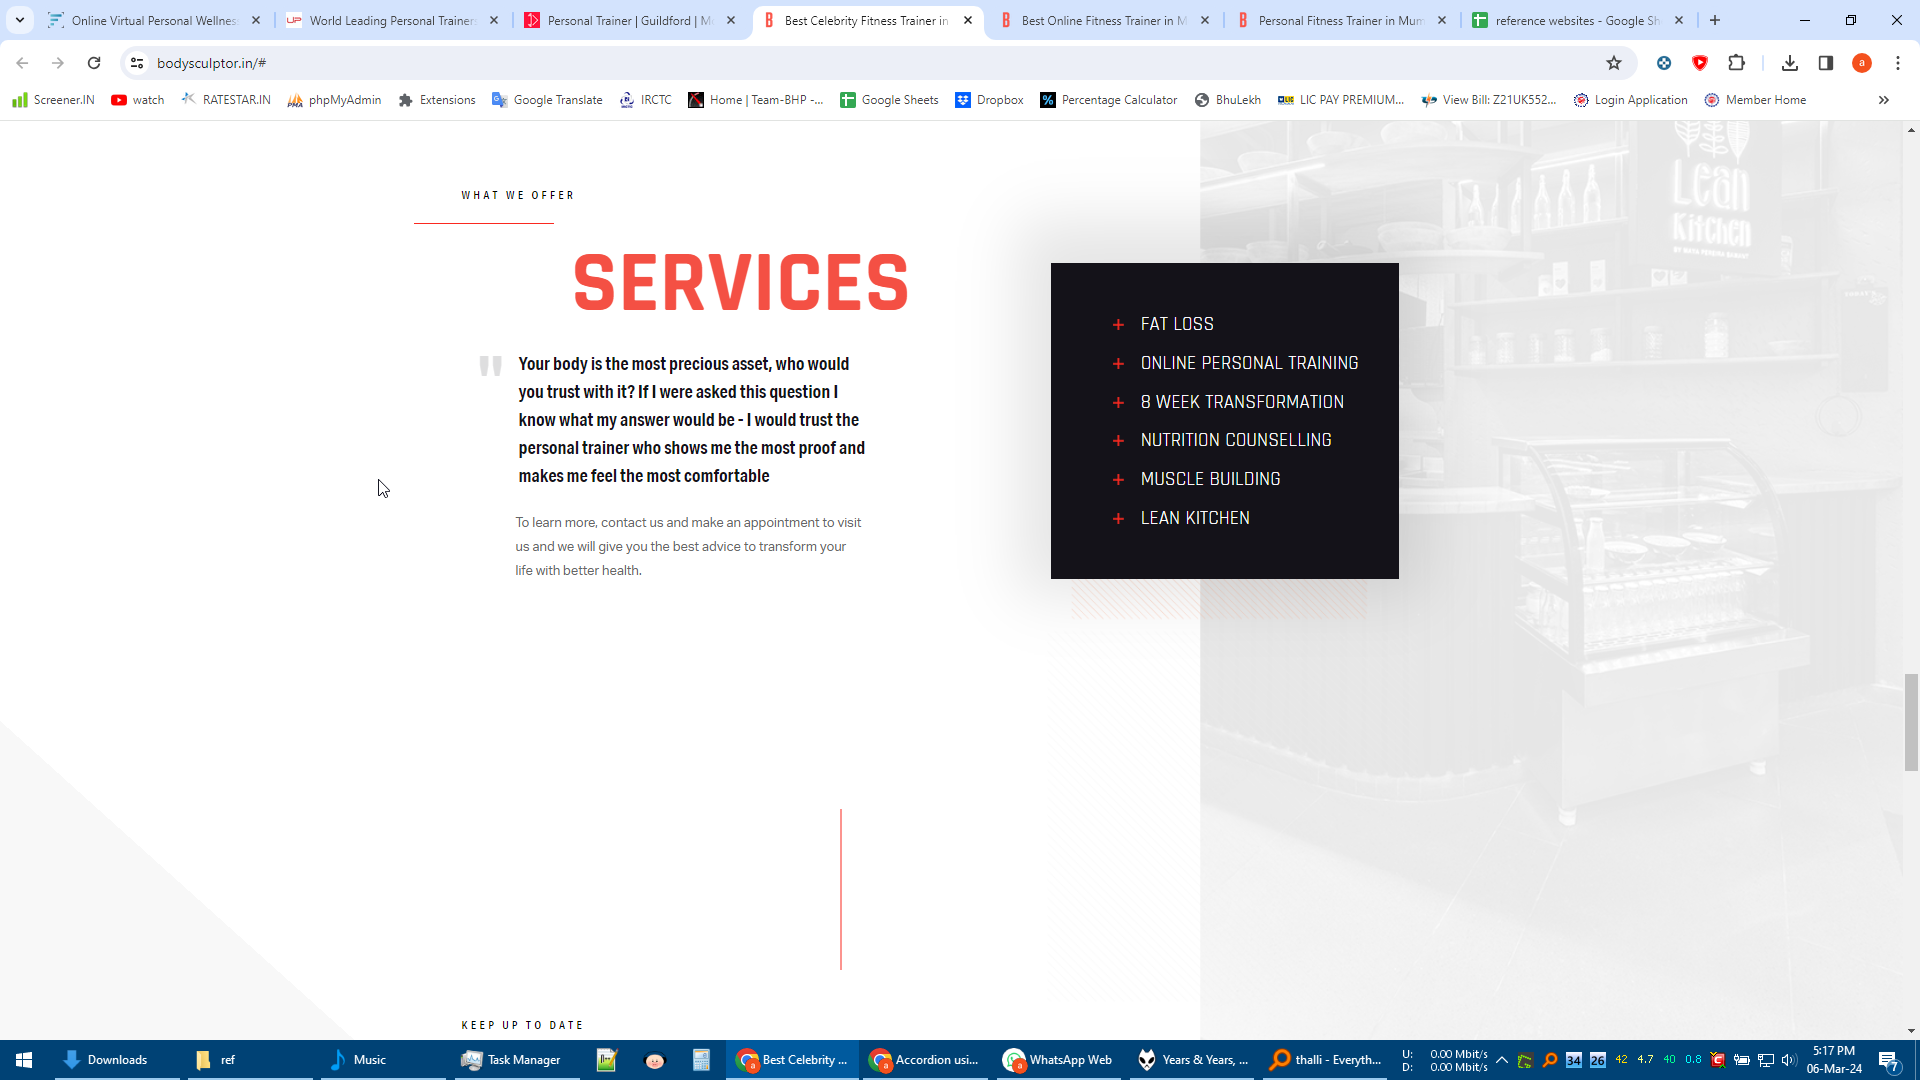 Online Virtual Personal Wellnes
World Leading Personal Trainers
Personal Trainer | Guildford | M
Best Celebrity Fitness Trainer in
Best Online Fitness Trainer in M
Personal Fitness Trainer in Mum
reference websites - Google Sh
bodysculptor.in/#
a
Screener.IN
watch
RATESTAR.IN
phpMyAdmin
Extensions
Google Translate
IRCTC
Home | Team-BHP -...
Google Sheets
Dropbox
Percentage Calculator
BhuLekh
LIC PAY PREMIUM...
View Bill: Z21UK552...
Login Application
Member Home
WHAT WE OFFER
SERVICES
" Your body is the most precious asset, who would
you trust with it? If I were asked this question I
know what my answer would be - I would trust the
personal trainer who shows me the most proof and
makes me feel the most comfortable
To learn more, contact us and make an appointment to visit
us and we will give you the best advice to transform your
life with better health.
+ FAT LOSS
+ ONLINE PERSONAL TRAINING
+ 8 WEEK TRANSFORMATION
+ NUTRITION COUNSELLING
+ MUSCLE BUILDING
+ LEAN KITCHEN
Lean
Kitchen
KEEP UP TO DATE
Downloads
ref
Music
Task Manager
Best Celebrity ...
Accordion usi...
WhatsApp Web
Years & Years, ...
thalli - Everyth...
U: 0.00 Mbit/s
D: 0.00 Mbit/s
34
26
42
4.7
40
0.8
5:17 PM
06-Mar-24
7